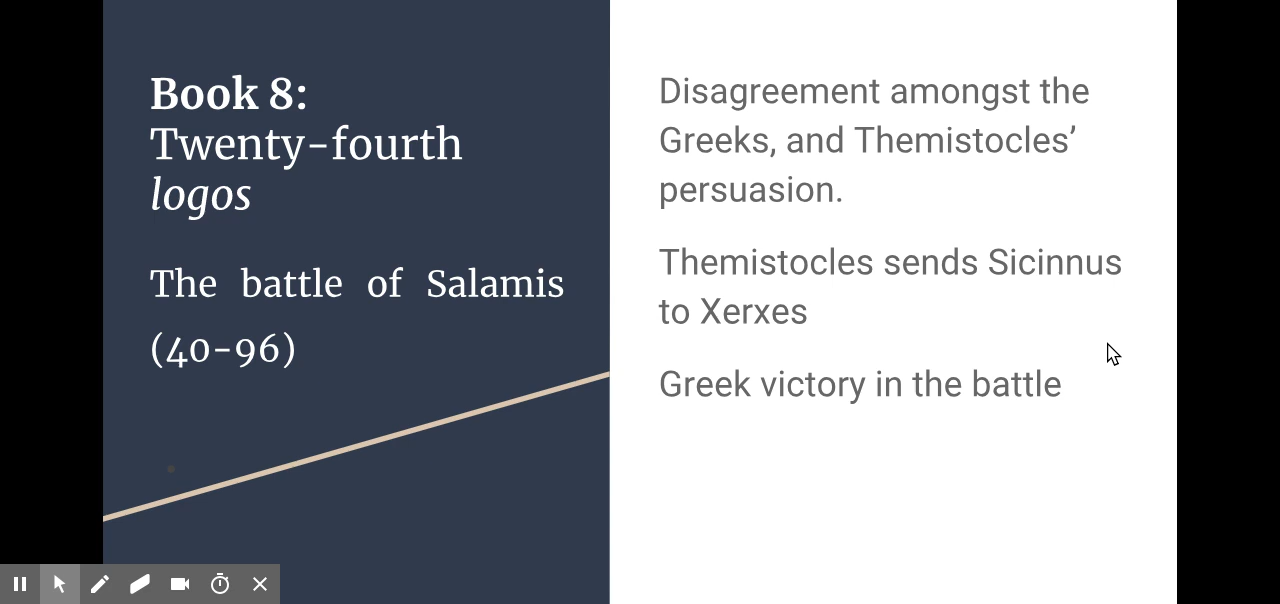 Book 8:
Twenty-fourth
logos
The battle of Salamis
(40-96)
Disagreement amongst the
Greeks, and Themistocles’
persuasion.
Themistocles sends Sicinnus
to Xerxes
Greek victory in the battle